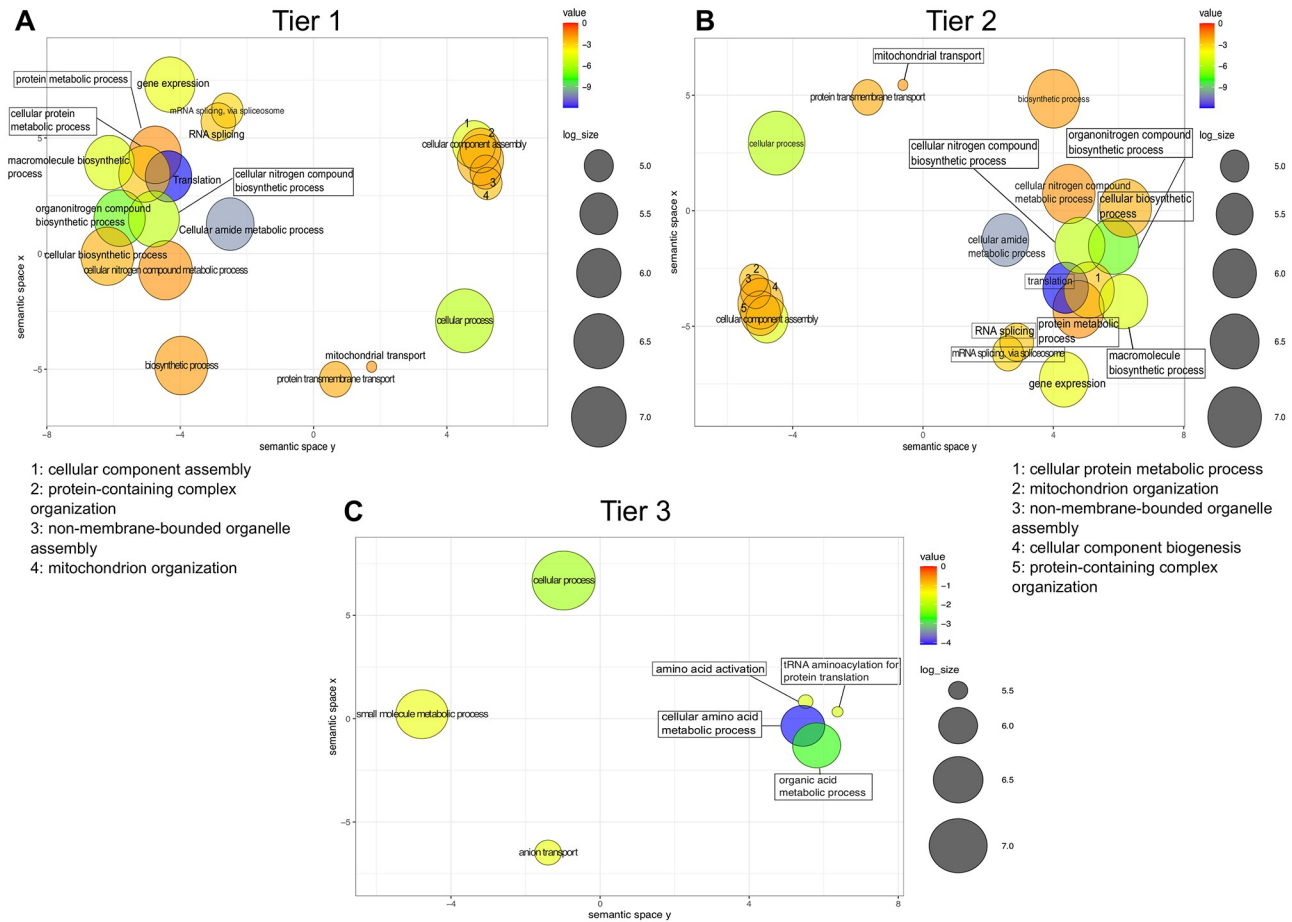 A
Tier 1
protein metabolic process
gene expression
cellular protein
metabolic process
mRNA splicing, via spliceosome
RNA splicing
macromolecule biosynthetic
process
Translation
cellular nitrogen compound
biosynthetic process
organonitrogen compound
biosynthetic process
Cellular amide metabolic process
cellular biosynthetic process
cellular nitrogen compound metabolic process
biosynthetic process
mitochondrial transport
protein transmembrane transport
cellular process
1
2
cellular component assembly
3
4
5
0
−5
−8
−4
0
4
semantic space x
semantic space y
value
0
−3
−6
−9
log_size
5.0
5.5
6.0
6.5
7.0
1: cellular component assembly
2: protein-containing complex
organization
3: non-membrane-bounded organelle
assembly
4: mitochondrion organization
B
Tier 2
mitochondrial transport
protein transmembrane transport
biosynthetic process
cellular process
cellular nitrogen compound
biosynthetic process
organonitrogen compound
biosynthetic process
cellular nitrogen compound
metabolic process
cellular biosynthetic
process
cellular amide
metabolic process
translation
1
2
3
4
5
cellular component assembly
RNA splicing
protein metabolic
process
mRNA splicing, via spliceosome
macromolecule
biosynthetic process
gene expression
5
0
−5
−4
0
4
8
semantic space x
semantic space y
value
0
−3
−6
−9
log_size
5.0
5.5
6.0
6.5
7.0
1: cellular protein metabolic process
2: mitochondrion organization
3: non-membrane-bounded organelle
assembly
4: cellular component biogenesis
5: protein-containing complex
organization
C
Tier 3
cellular process
amino acid activation
tRNA aminoacylation for
protein translation
small molecule metabolic process
cellular amino acid
metabolic process
organic acid
metabolic process
anion transport
5
0
−5
−4
0
4
8
semantic space x
semantic space y
value
0
−1
−2
−3
−4
log_size
5.5
6.0
6.5
7.0